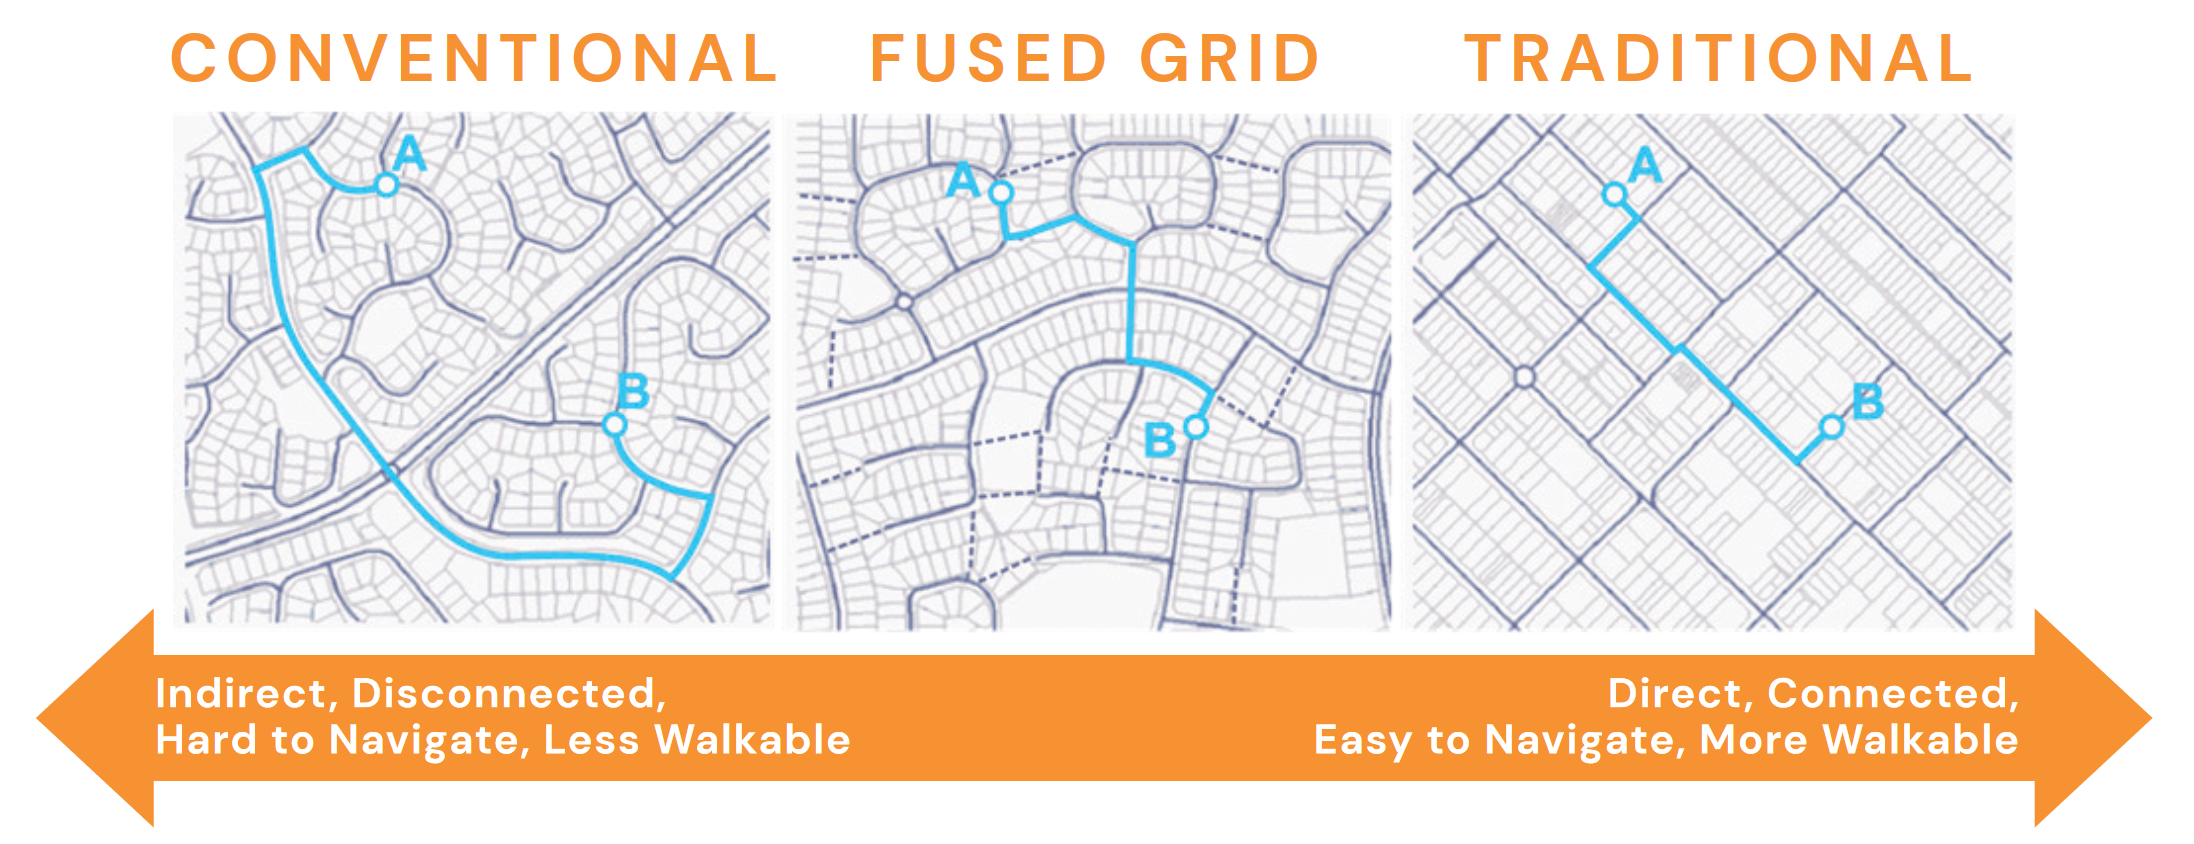 CONVENTIONAL
FUSED GRID
TRADITIONAL
A
B
A
B
A
B
Indirect, Disconnected,
Hard to Navigate, Less Walkable
Direct, Connected,
Easy to Navigate, More Walkable